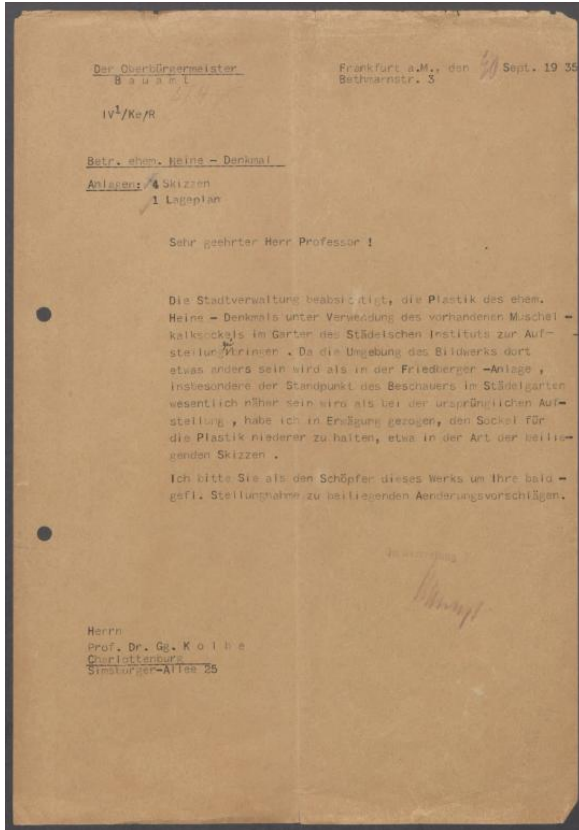 Der Oberbürgermeister
Bauamt
Frankfurt a.M., den 30 Sept. 1935
Bethmannstr. 3
IV1/Ke/R
Betr. ehem. Heine - Denkmal
Anlagen: 4 Skizzen
1 Lageplan
Sehr geehrter Herr Professor !
Die Stadtverwaltung beabsichtigt, die Plastik des ehem.
Heine - Denkmals unter Verwendung des vorhandenen Muschel -
kalksockels im Garten des Städelschen Instituts zur Auf-
stellung zu bringen . Da die Umgebung des Bildwerks dort
etwas anders sein wird als in der Friedberger -Anlage ,
insbesondere der Standpunkt des Beschauers im Städelgarten
wesentlich näher sein wird als bei der ursprünglichen Auf-
stellung , habe ich in Erwägung gezogen, den Sockel für
die Plastik niederer zu halten, etwa in der Art der beilie-
genden Skizzen .
Ich bitte Sie als den Schöpfer dieses Werks um Ihre bald -
gefl. Stellungnahme zu beiliegenden Aenderungsvorschlägen.
Herrn
Prof. Dr. Gg. K o l b e
Charlottenburg
Simsburger-Allee 25